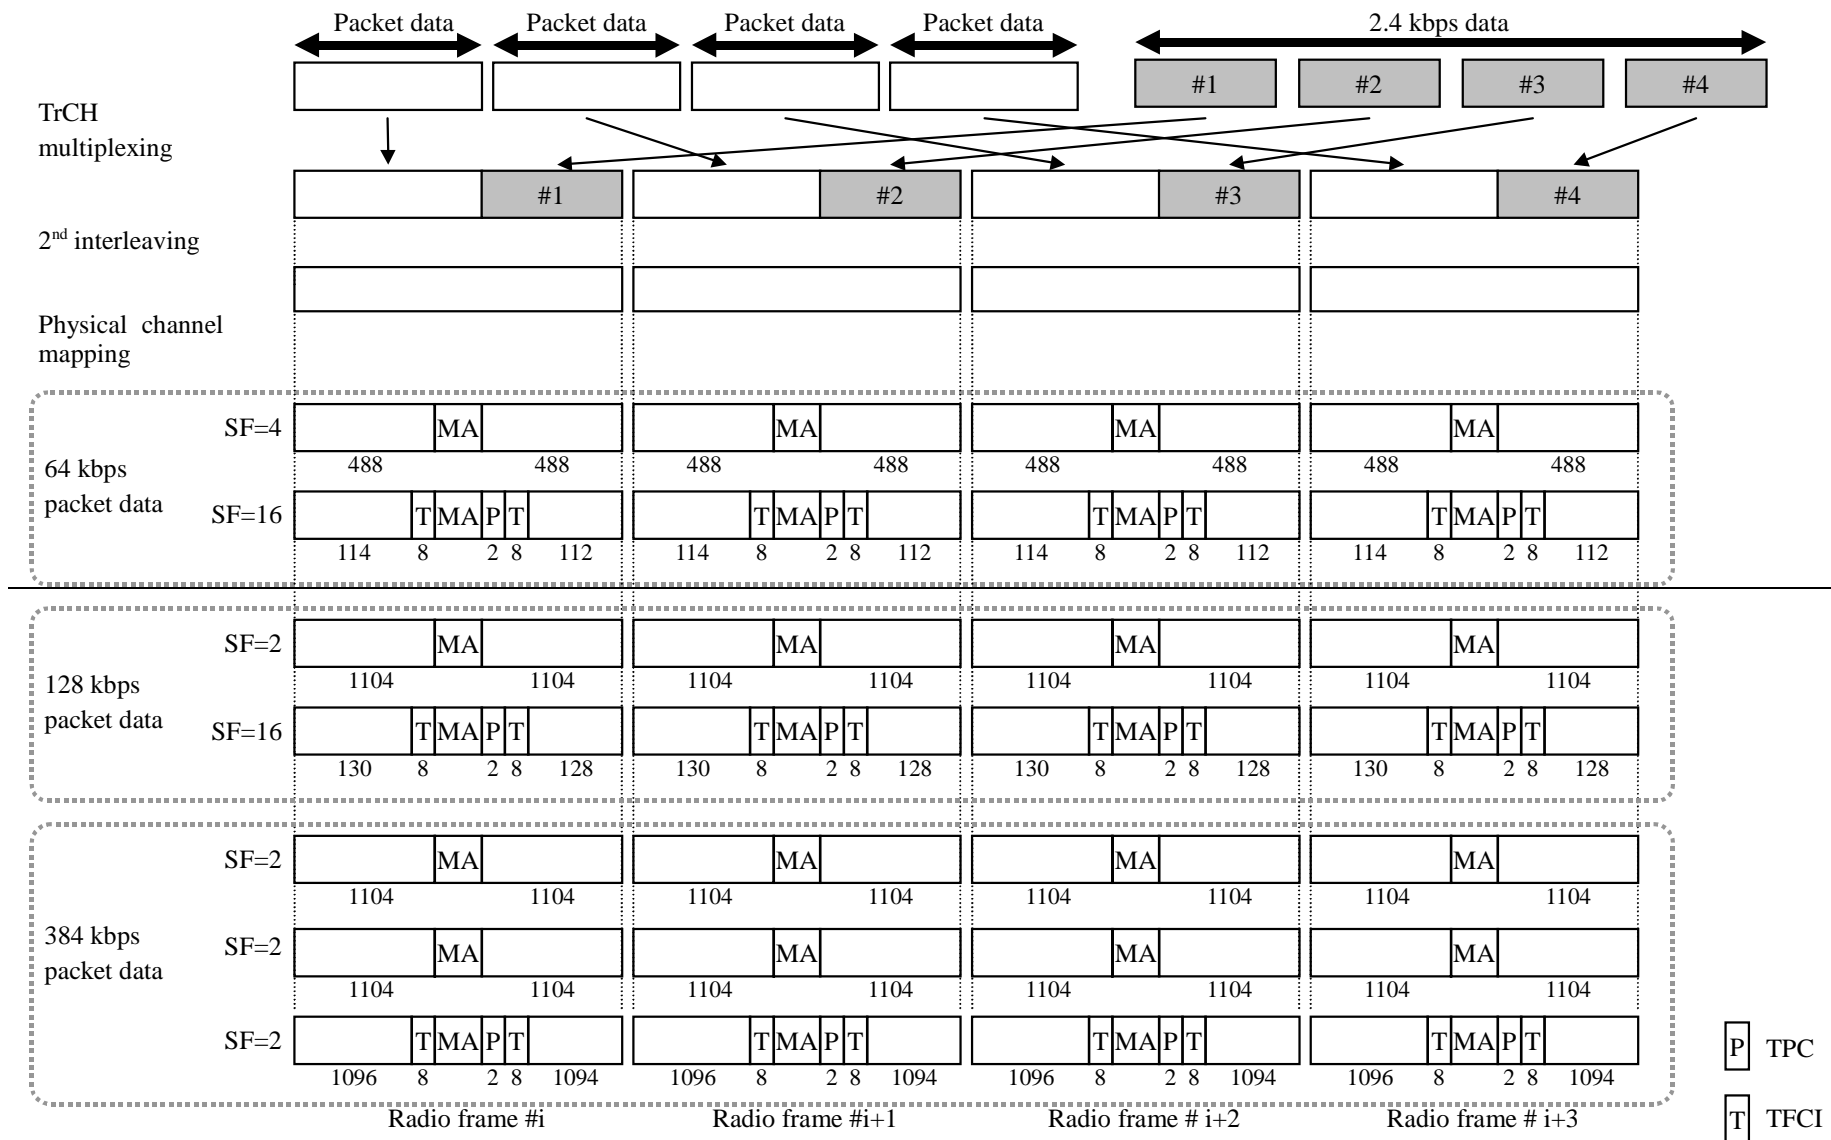 Packet data Packet data Packet data Packet data 2.4 kbps data
#1 #2 #3 #4
TrCH
multiplexing
#1 #2 #3 #4
2nd interleaving
Physical channel
mapping
64 kbps
packet data
SF=4 MA MA MA MA
488 488 488 488 488 488 488 488
SF=16 T MA P T T MA P T T MA P T T MA P T
114 8 2 8 112 114 8 2 8 112 114 8 2 8 112 114 8 2 8 112
128 kbps
packet data
SF=2 MA MA MA MA
1104 1104 1104 1104 1104 1104 1104 1104
SF=16 T MA P T T MA P T T MA P T T MA P T
130 8 2 8 128 130 8 2 8 128 130 8 2 8 128 130 8 2 8 128
384 kbps
packet data
SF=2 MA MA MA MA
1104 1104 1104 1104 1104 1104 1104 1104
SF=2 MA MA MA MA
1104 1104 1104 1104 1104 1104 1104 1104
SF=2 T MA P T T MA P T T MA P T T MA P T
1096 8 2 8 1094 1096 8 2 8 1094 1096 8 2 8 1094 1096 8 2 8 1094
Radio frame #i Radio frame #i+1 Radio frame # i+2 Radio frame # i+3
P TPC
T TFCI